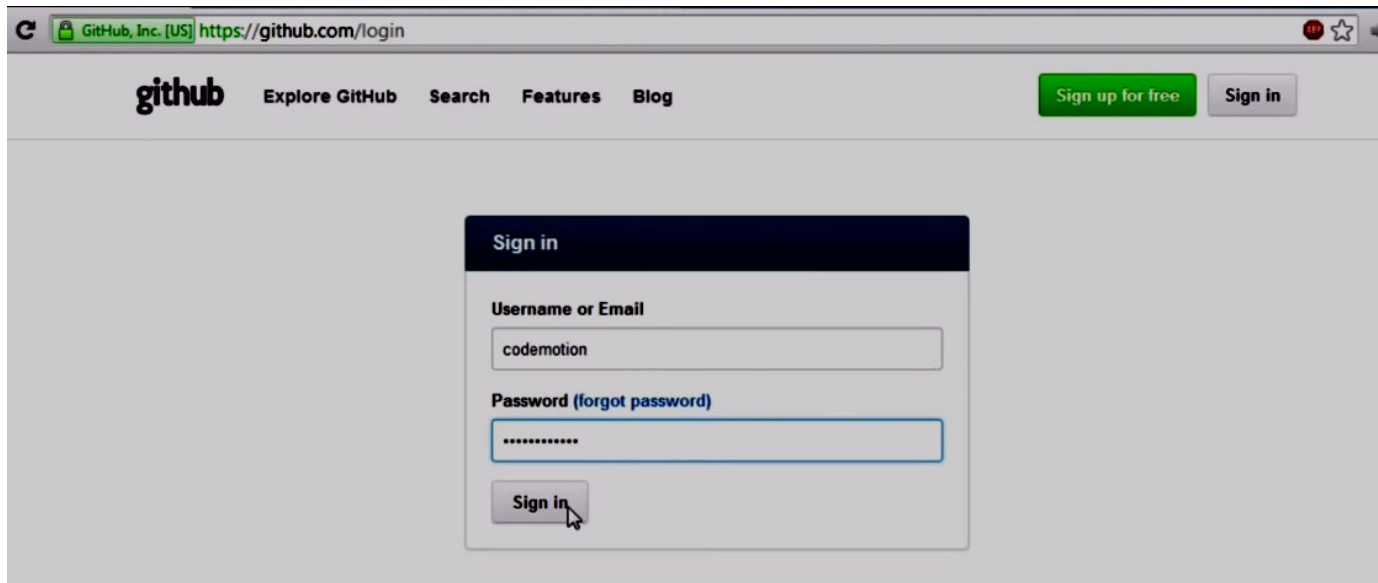 GitHub, Inc. [US] https://github.com/login ABP
github Explore GitHub Search Features Blog Sign up for free Sign in
Sign in
Username or Email
codemotion
Password (forgot password)
••••••••••••
Sign in